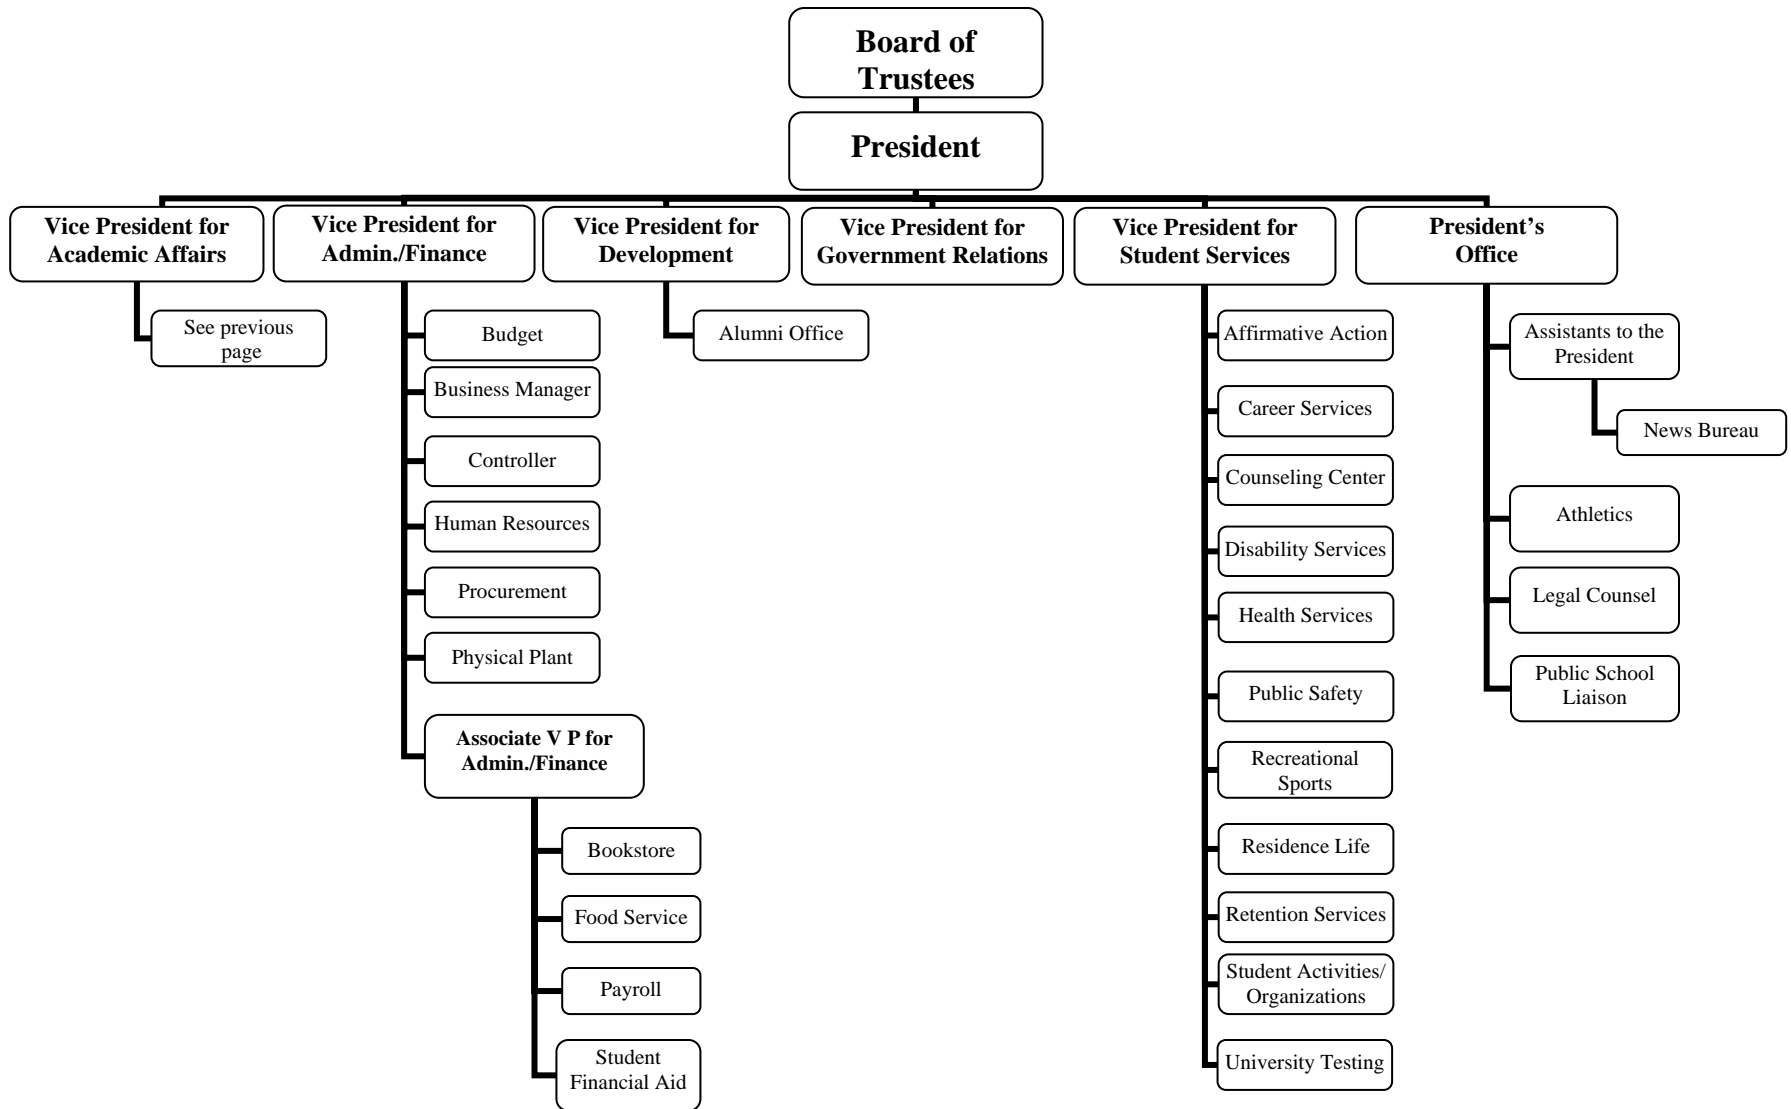 Board of
Trustees
President
Vice President for
Academic Affairs
Vice President for
Admin./Finance
Vice President for
Development
Vice President for
Government Relations
Vice President for
Student Services
President’s
Office
See previous
page
Budget
Business Manager
Controller
Human Resources
Procurement
Physical Plant
Associate V P for
Admin./Finance
Bookstore
Food Service
Payroll
Student
Financial Aid
Alumni Office
Affirmative Action
Career Services
Counseling Center
Disability Services
Health Services
Public Safety
Recreational
Sports
Residence Life
Retention Services
Student Activities/
Organizations
University Testing
Assistants to the
President
News Bureau
Athletics
Legal Counsel
Public School
Liaison